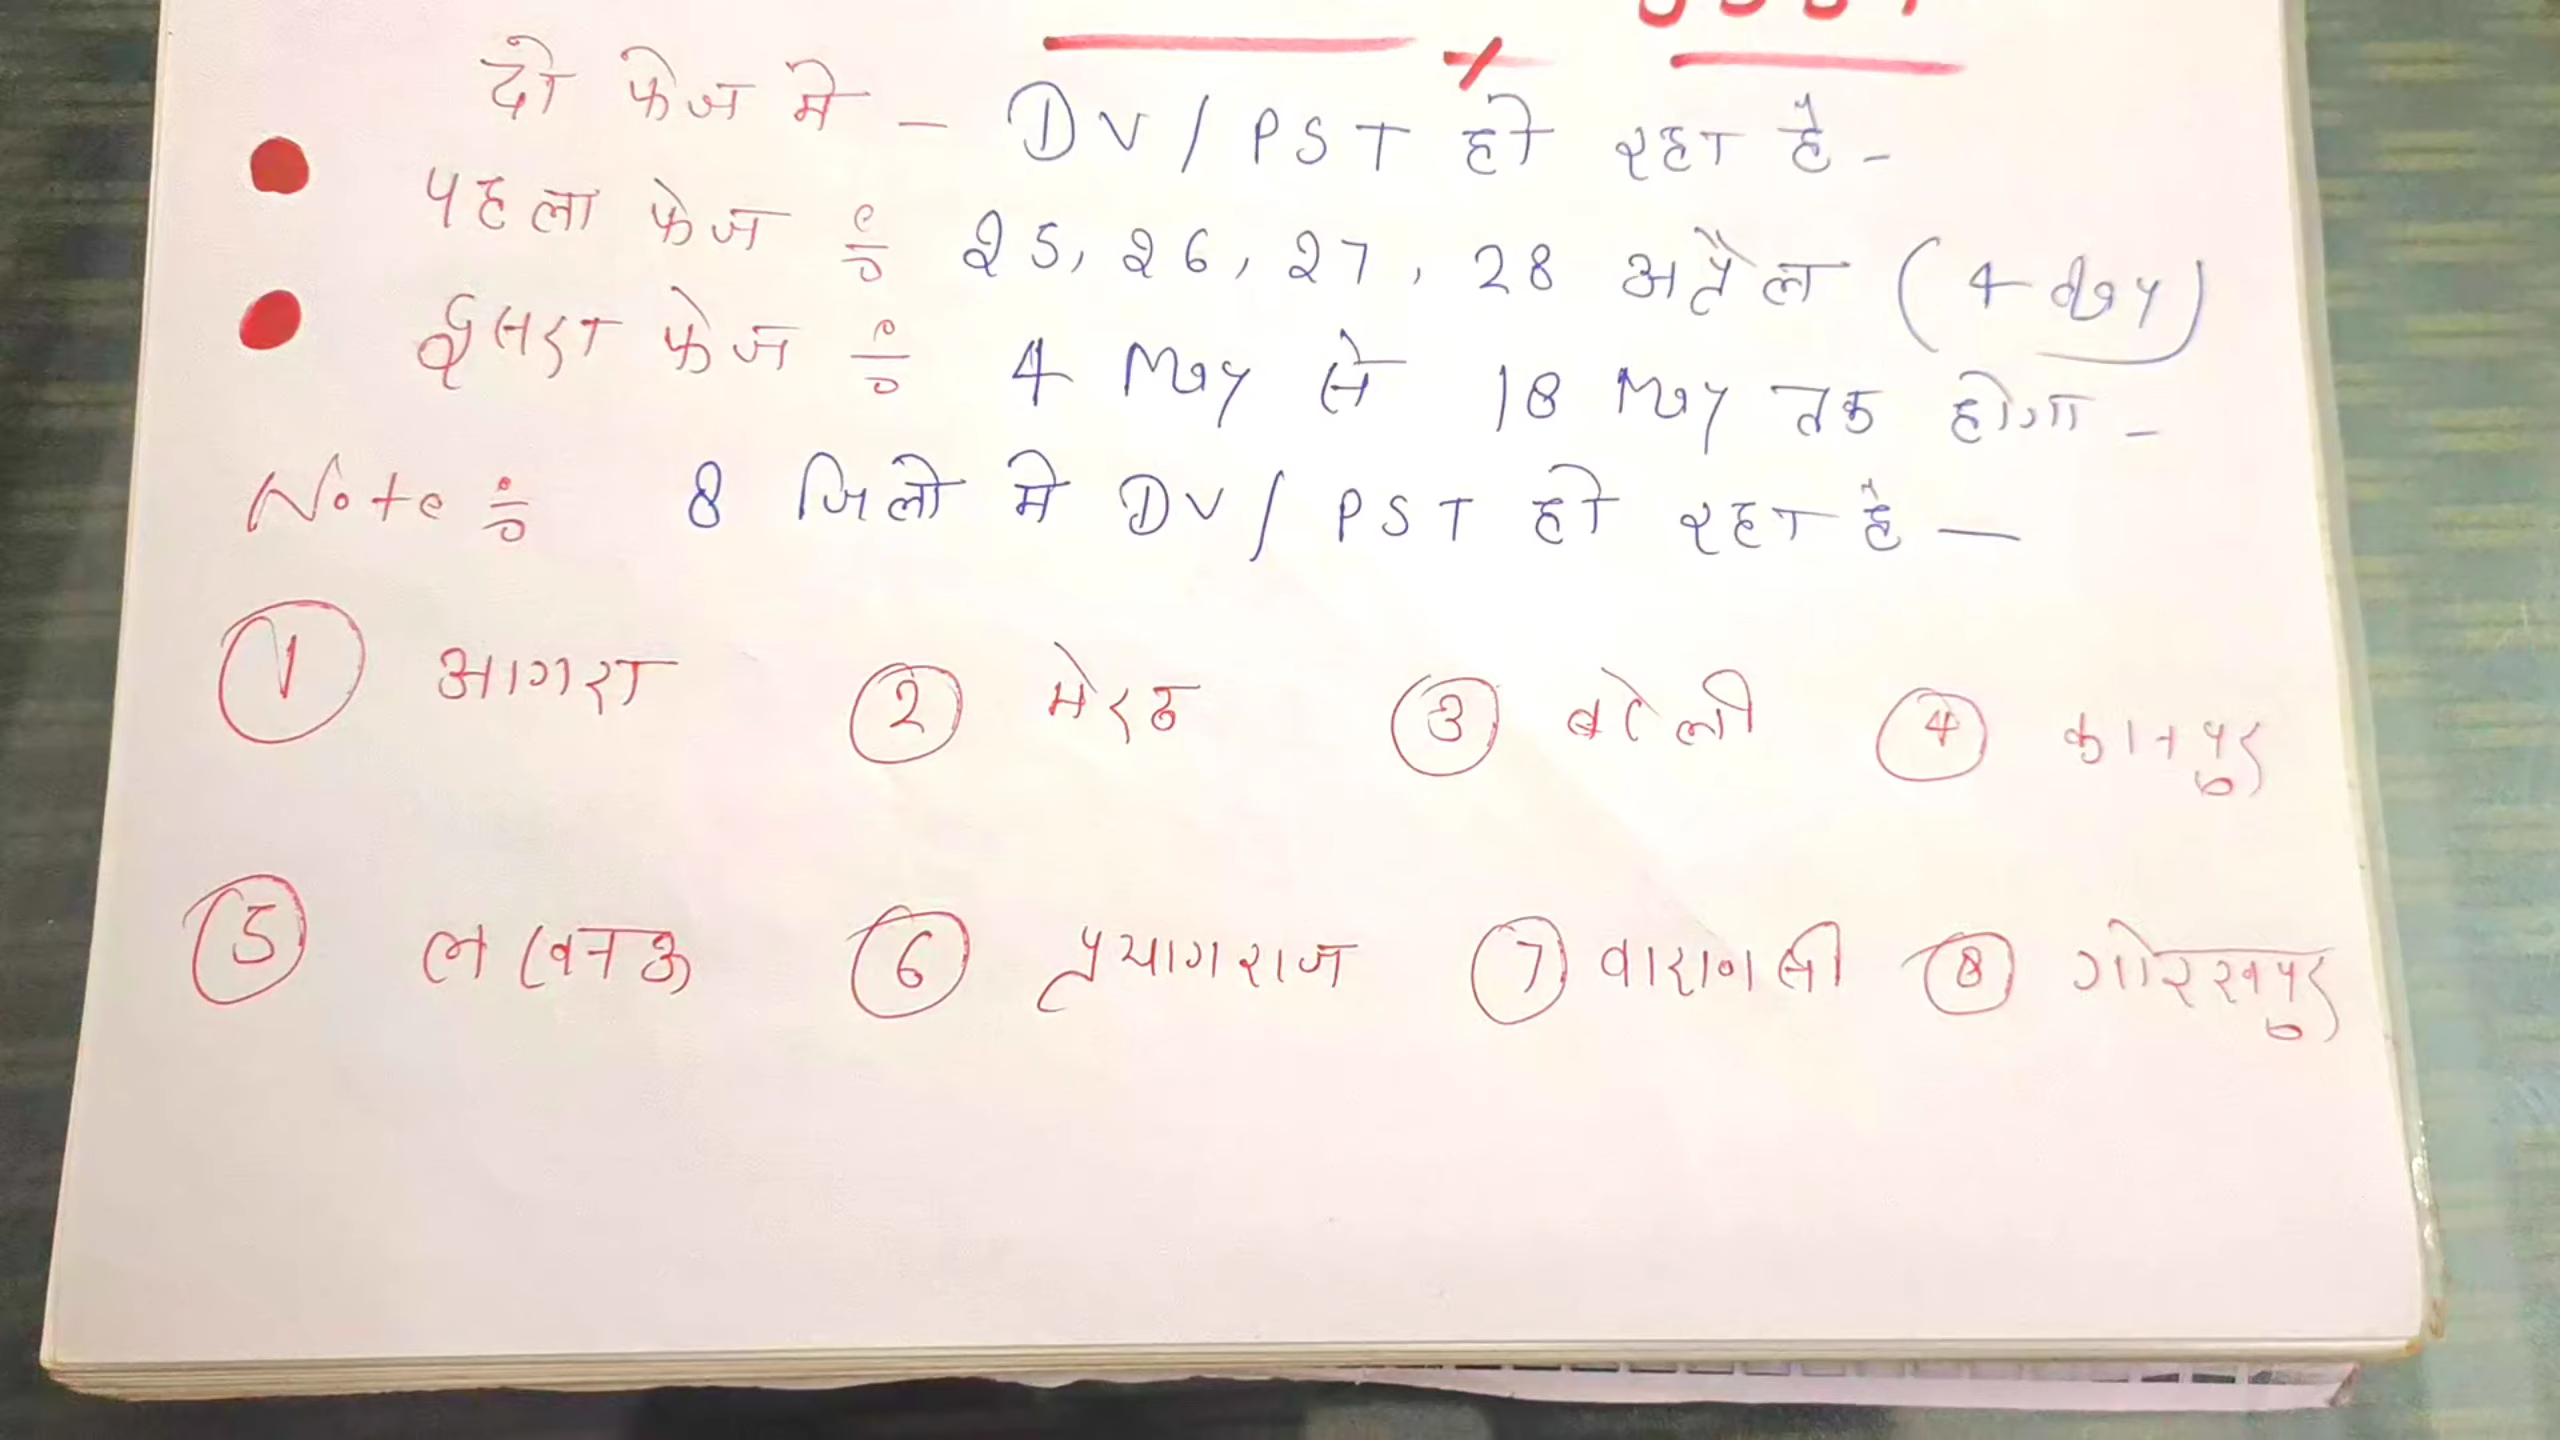 दो फेज मे - DV/PST हो रहा है -
पहला फेज ÷ 25, 26, 27, 28 अप्रैल (4 day)
दुसरा फेज ÷ 4 May से 18 May तक होगा -
Note ÷ 8 जिलो मे DV/PST हो रहा है —
① आगरा ② मेरठ ③ बरेली ④ कानपुर
⑤ लखनऊ ⑥ प्रयागराज ⑦ वाराणसी ⑧ गोरखपुर